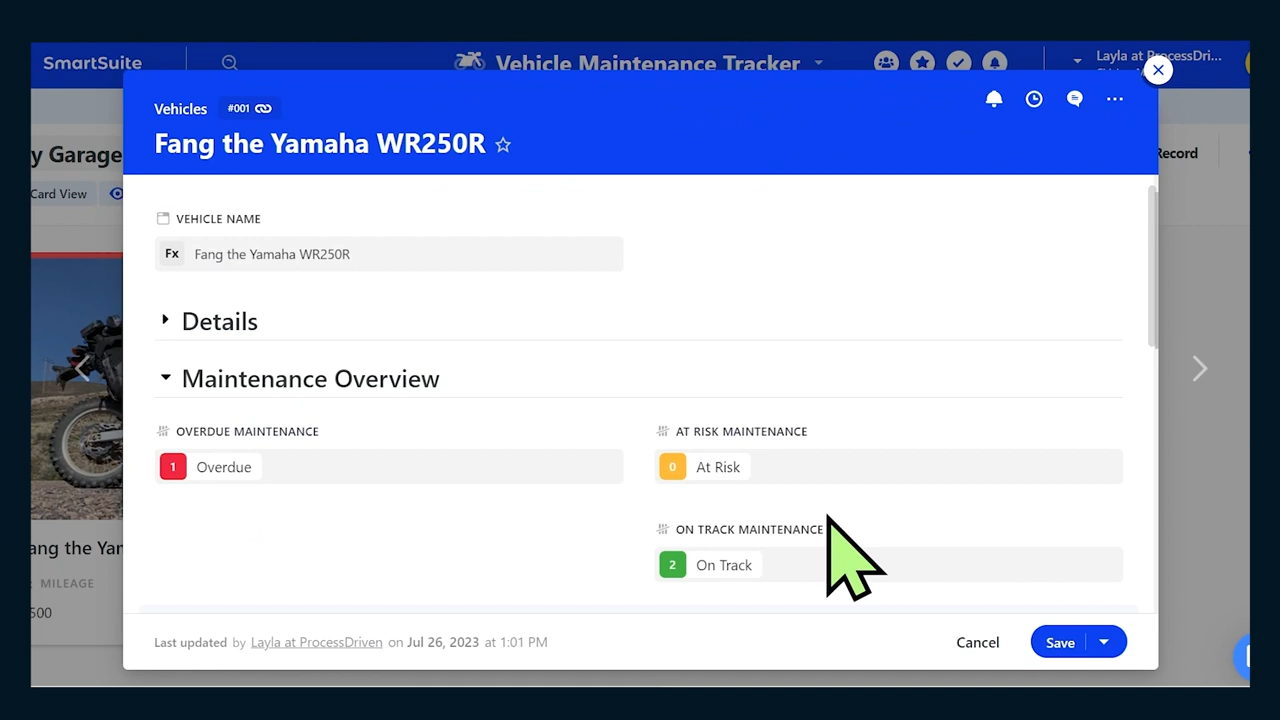 SmartSuite
Vehicle Maintenance Tracker
Layla at ProcessDri...
Vehicles
#001
Fang the Yamaha WR250R
y Garage
Card View
Record
VEHICLE NAME
Fx Fang the Yamaha WR250R
Details
Maintenance Overview
OVERDUE MAINTENANCE
AT RISK MAINTENANCE
1 Overdue
0 At Risk
ON TRACK MAINTENANCE
2 On Track
ang the Yar
MILEAGE
500
Last updated by Layla at ProcessDriven on Jul 26, 2023 at 1:01 PM
Cancel
Save